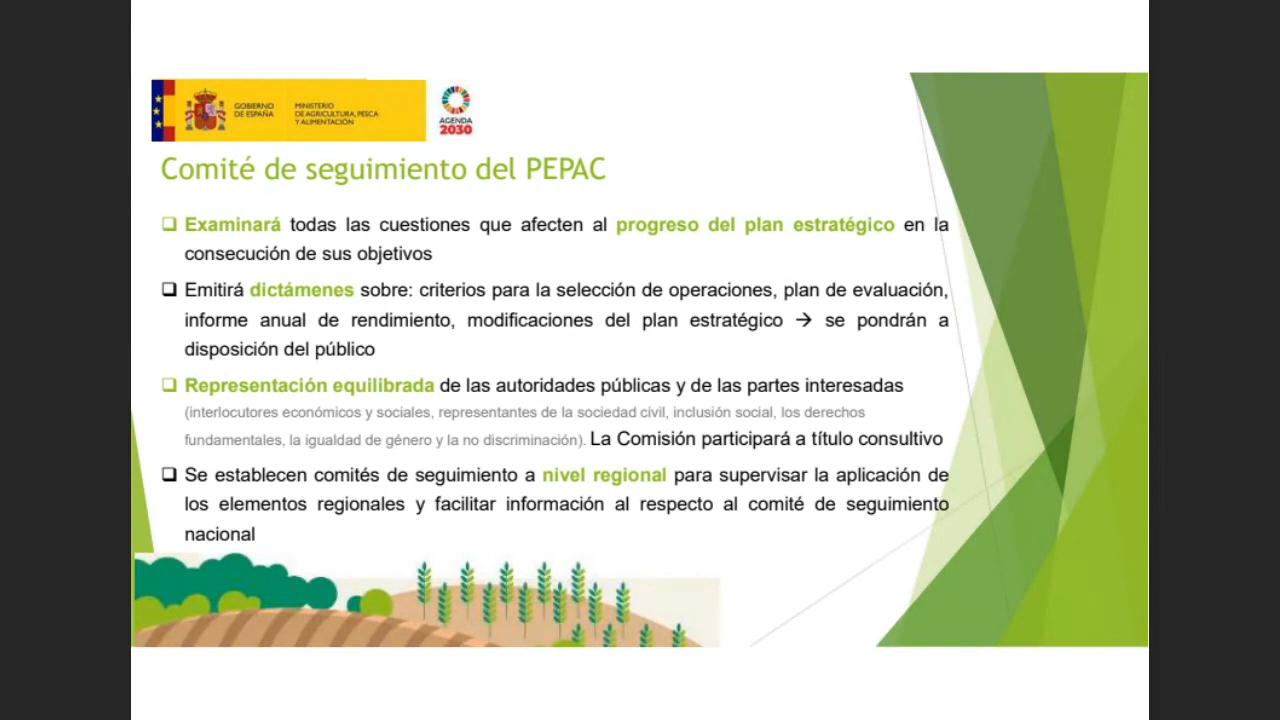 GOBIERNO
DE ESPAÑA
MINISTERIO
DE AGRICULTURA, PESCA
Y ALIMENTACIÓN
AGENDA
2030
Comité de seguimiento del PEPAC
❑ Examinará todas las cuestiones que afecten al progreso del plan estratégico en la
consecución de sus objetivos
❑ Emitirá dictámenes sobre: criterios para la selección de operaciones, plan de evaluación,
informe anual de rendimiento, modificaciones del plan estratégico → se pondrán a
disposición del público
❑ Representación equilibrada de las autoridades públicas y de las partes interesadas
(interlocutores económicos y sociales, representantes de la sociedad civil, inclusión social, los derechos
fundamentales, la igualdad de género y la no discriminación). La Comisión participará a título consultivo
❑ Se establecen comités de seguimiento a nivel regional para supervisar la aplicación de
los elementos regionales y facilitar información al respecto al comité de seguimiento
nacional